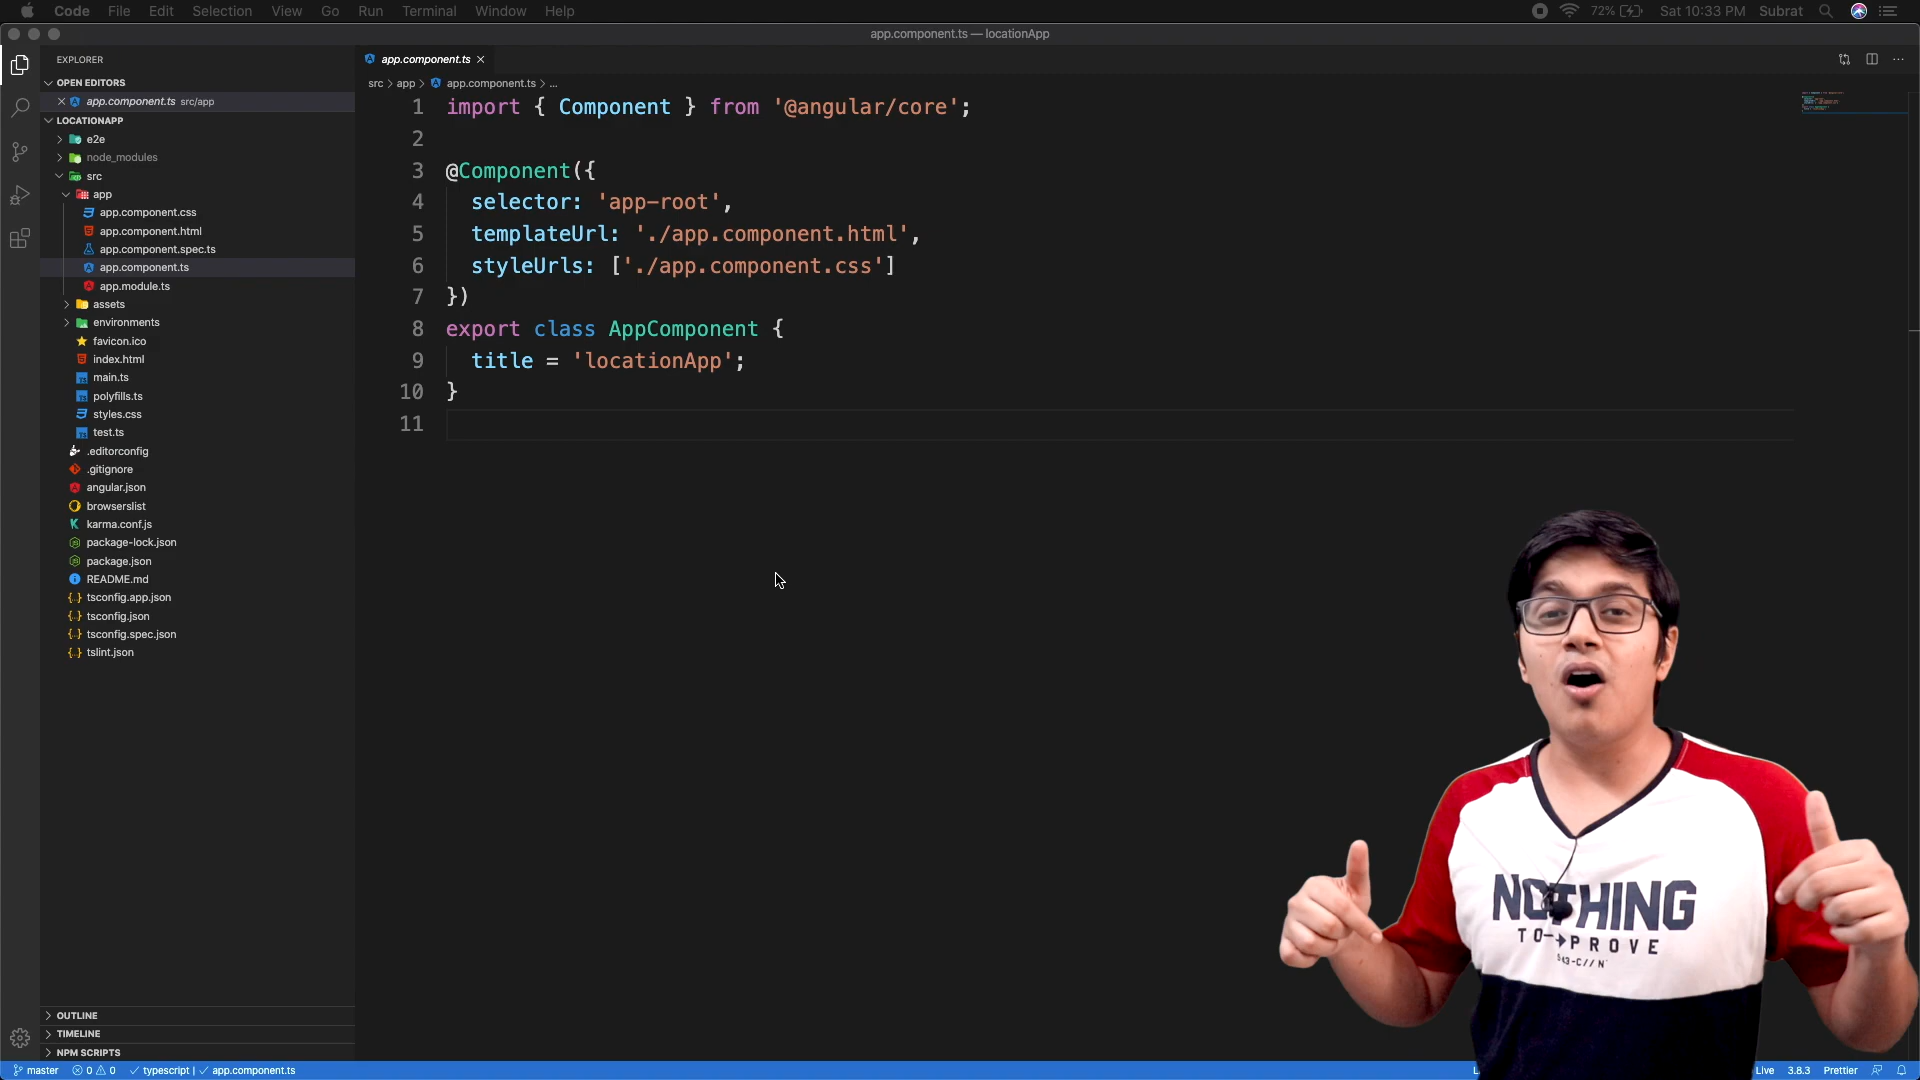 Code File Edit Selection View Go Run Terminal Window Help
72% Sat 10:33 PM Subrat
app.component.ts — locationApp
EXPLORER
OPEN EDITORS
app.component.ts src/app
LOCATIONAPP
e2e
node_modules
src
app
app.component.css
app.component.html
app.component.spec.ts
app.component.ts
app.module.ts
assets
environments
favicon.ico
index.html
main.ts
polyfills.ts
styles.css
test.ts
.editorconfig
.gitignore
angular.json
browserslist
karma.conf.js
package-lock.json
package.json
README.md
tsconfig.app.json
tsconfig.json
tsconfig.spec.json
tslint.json
OUTLINE
TIMELINE
NPM SCRIPTS
app.component.ts
src > app > app.component.ts > ...
1 import { Component } from '@angular/core';
2
3 @Component({
4 selector: 'app-root',
5 templateUrl: './app.component.html',
6 styleUrls: ['./app.component.css']
7 })
8 export class AppComponent {
9 title = 'locationApp';
10 }
11
NOTHING
TO PROVE
master 0 0 typescript | app.component.ts
Live 3.8.3 Prettier